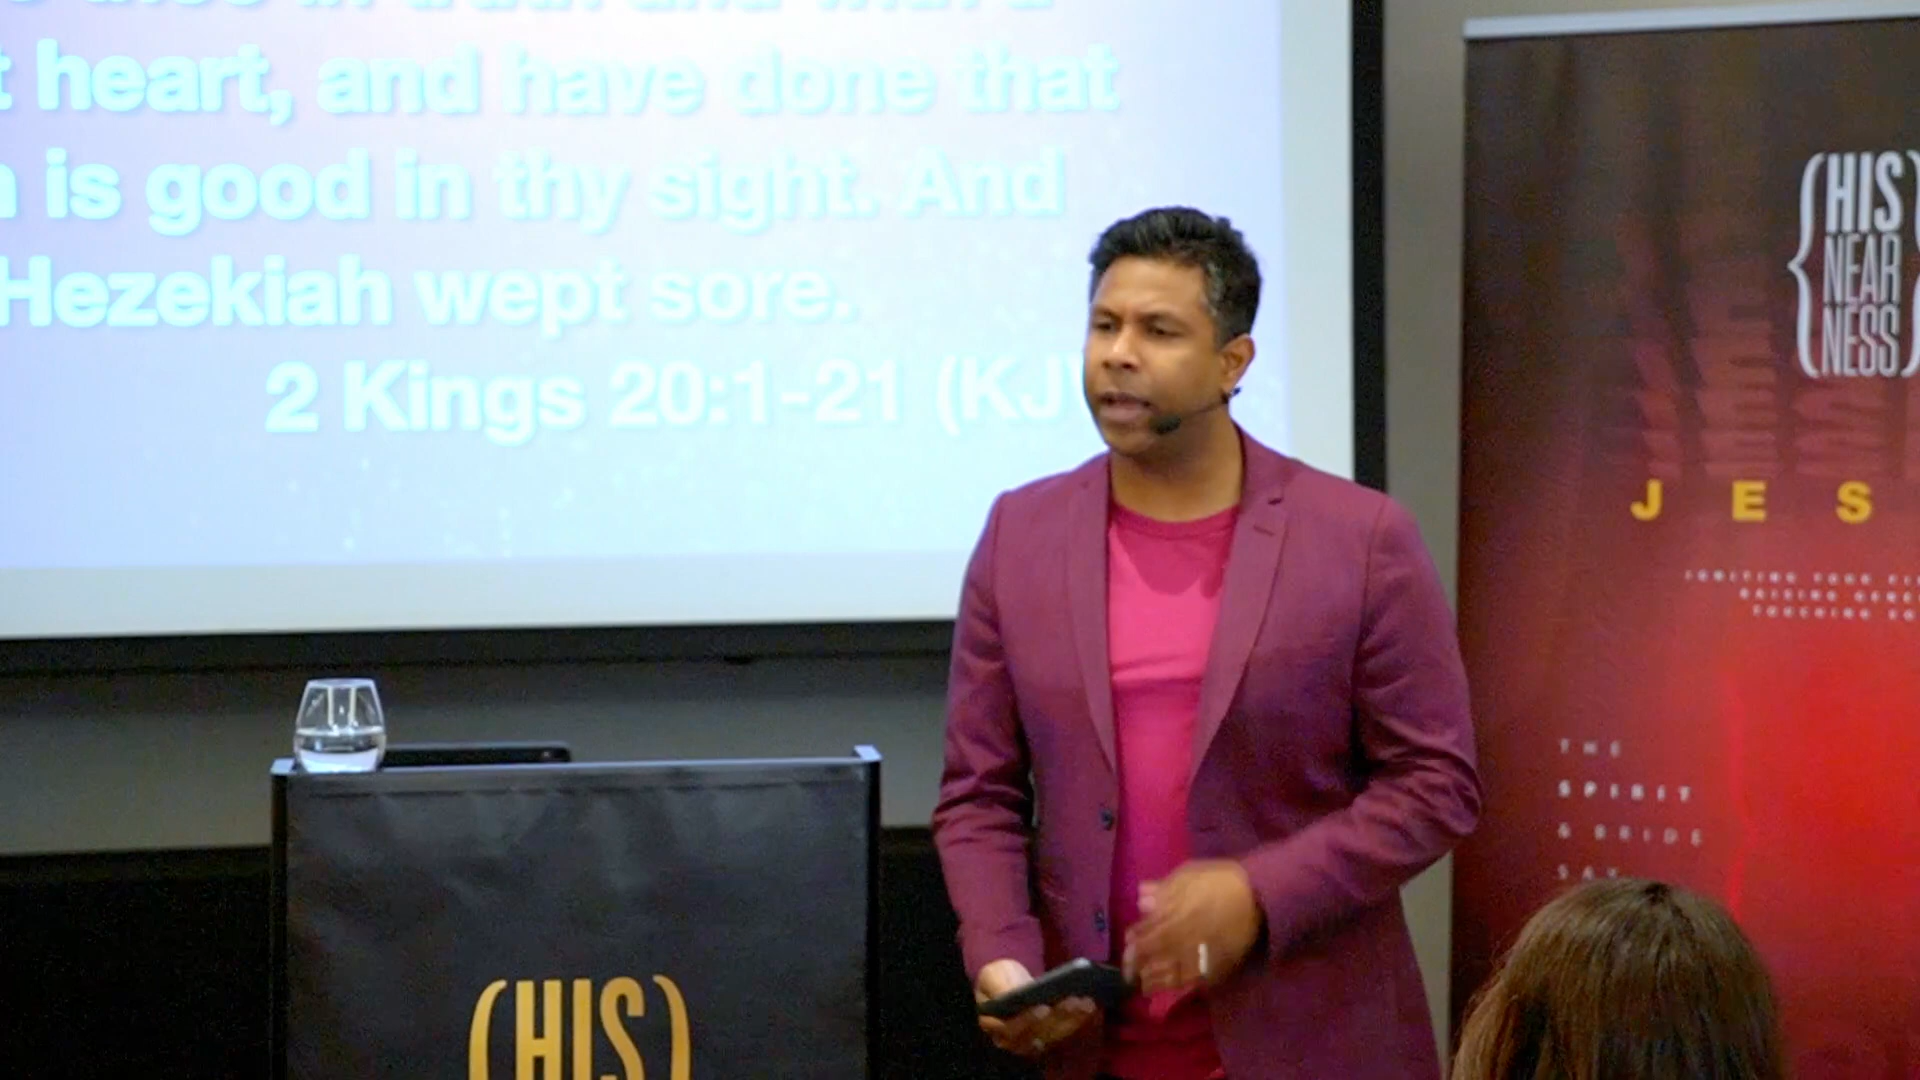 heart, and have done that
is good in thy sight. And
Hezekiah wept sore.
2 Kings 20:1-21 (KJ
{HIS
NEAR
NESS}
JES
THE
SPIRIT
& BRIDE
SAY
(HIS)